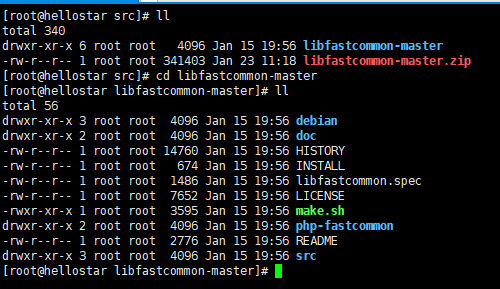 [root@hellostar src]# ll
total 340
drwxr-xr-x 6 root root   4096 Jan 15 19:56 libfastcommon-master
-rw-r--r-- 1 root root 341403 Jan 23 11:18 libfastcommon-master.zip
[root@hellostar src]# cd libfastcommon-master
[root@hellostar libfastcommon-master]# ll
total 56
drwxr-xr-x 3 root root  4096 Jan 15 19:56 debian
drwxr-xr-x 2 root root  4096 Jan 15 19:56 doc
-rw-r--r-- 1 root root 14760 Jan 15 19:56 HISTORY
-rw-r--r-- 1 root root   674 Jan 15 19:56 INSTALL
-rw-r--r-- 1 root root  1486 Jan 15 19:56 libfastcommon.spec
-rw-r--r-- 1 root root  7652 Jan 15 19:56 LICENSE
-rwxr-xr-x 1 root root  3595 Jan 15 19:56 make.sh
drwxr-xr-x 2 root root  4096 Jan 15 19:56 php-fastcommon
-rw-r--r-- 1 root root  2776 Jan 15 19:56 README
drwxr-xr-x 3 root root  4096 Jan 15 19:56 src
[root@hellostar libfastcommon-master]#